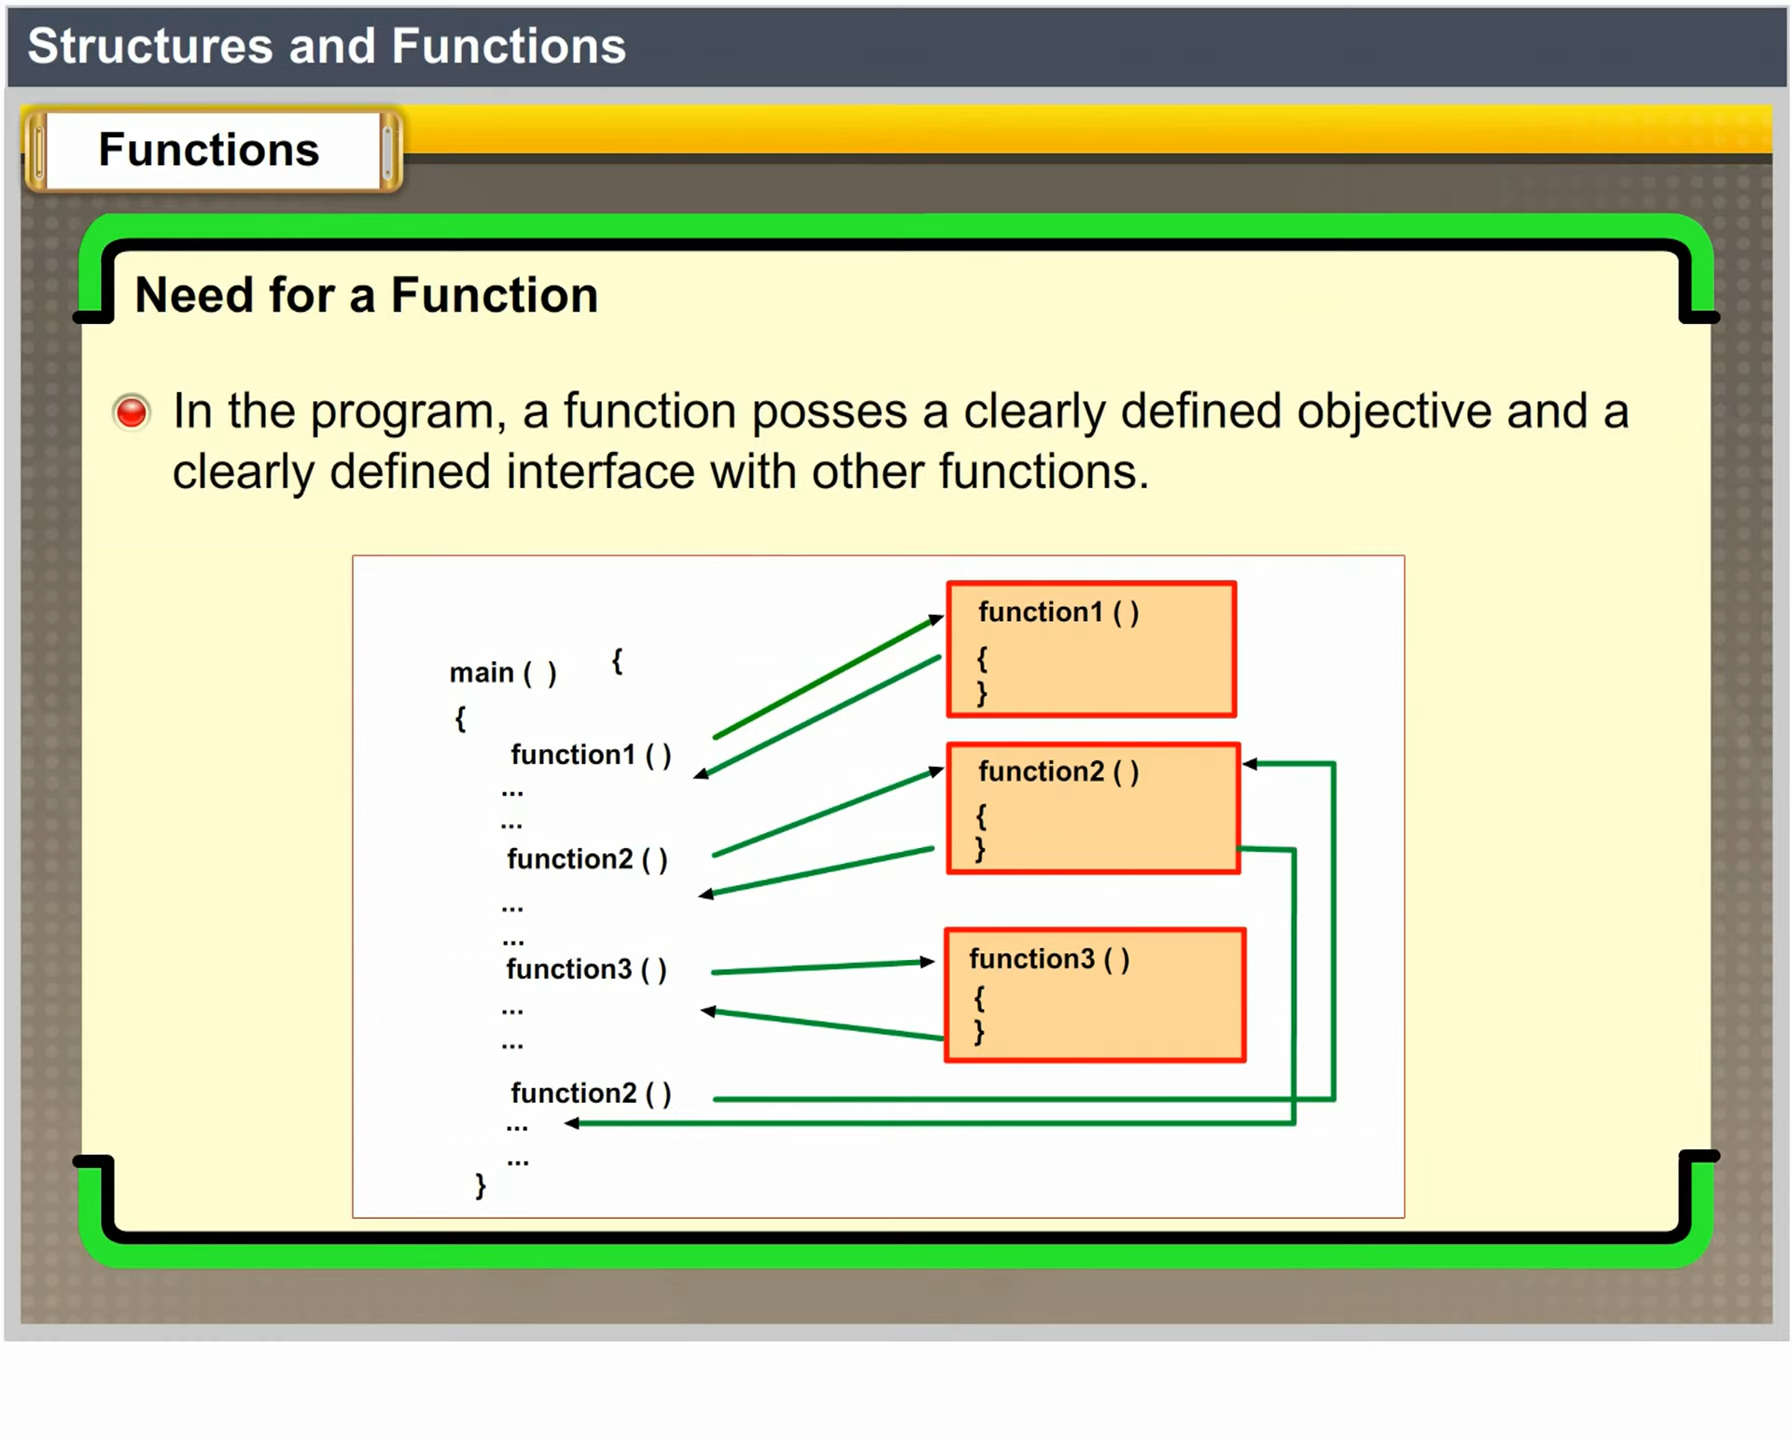 Structures and Functions
Functions
Need for a Function
In the program, a function posses a clearly defined objective and a
clearly defined interface with other functions.
main (  )    {
{
function1 ( )
...
...
function2 ( )
...
...
function3 ( )
...
...
function2 ( )
...
...
}
function1 ( )
{
}
function2 ( )
{
}
function3 ( )
{
}